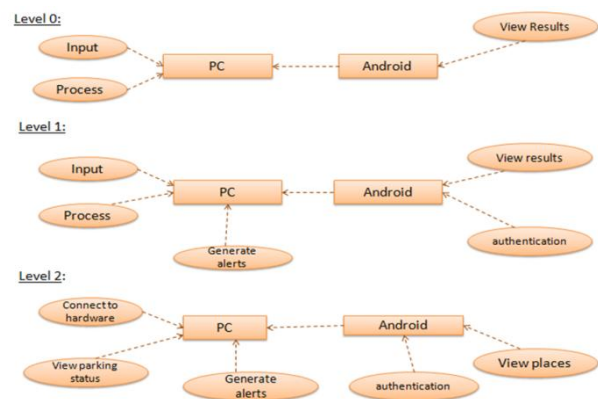 Level 0:
View Results
Input
PC
Android
Process
Level 1:
View results
Input
PC
Android
Process
authentication
Generate
alerts
Level 2:
Connect to
hardware
PC
Android
View places
View parking
status
Generate
alerts
authentication